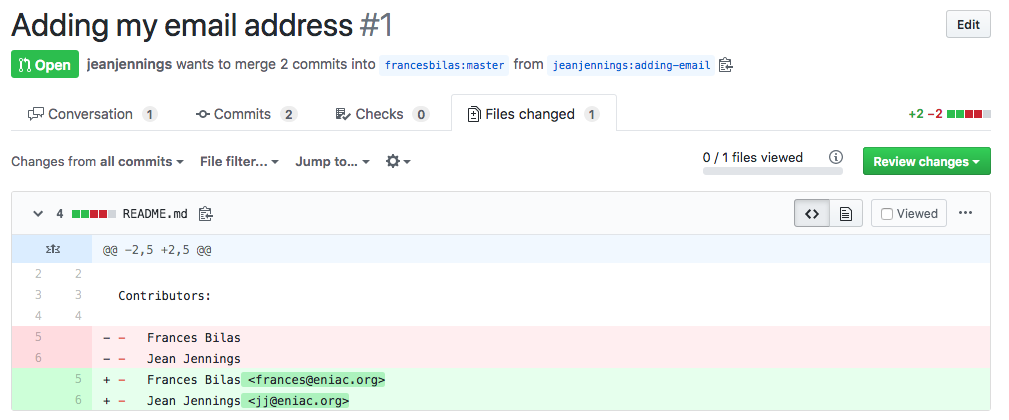 Adding my email address #1
Edit
Open jeanjennings wants to merge 2 commits into francesbilas:master from jeanjennings:adding-email
Conversation 1 Commits 2 Checks 0 Files changed 1 +2 −2
Changes from all commits File filter... Jump to... 0 / 1 files viewed Review changes
4 README.md <> Viewed ...
@@ -2,5 +2,5 @@
2 2
3 3 Contributors:
4 4
5 - - Frances Bilas
6 - - Jean Jennings
5 + - Frances Bilas <frances@eniac.org>
6 + - Jean Jennings <jj@eniac.org>